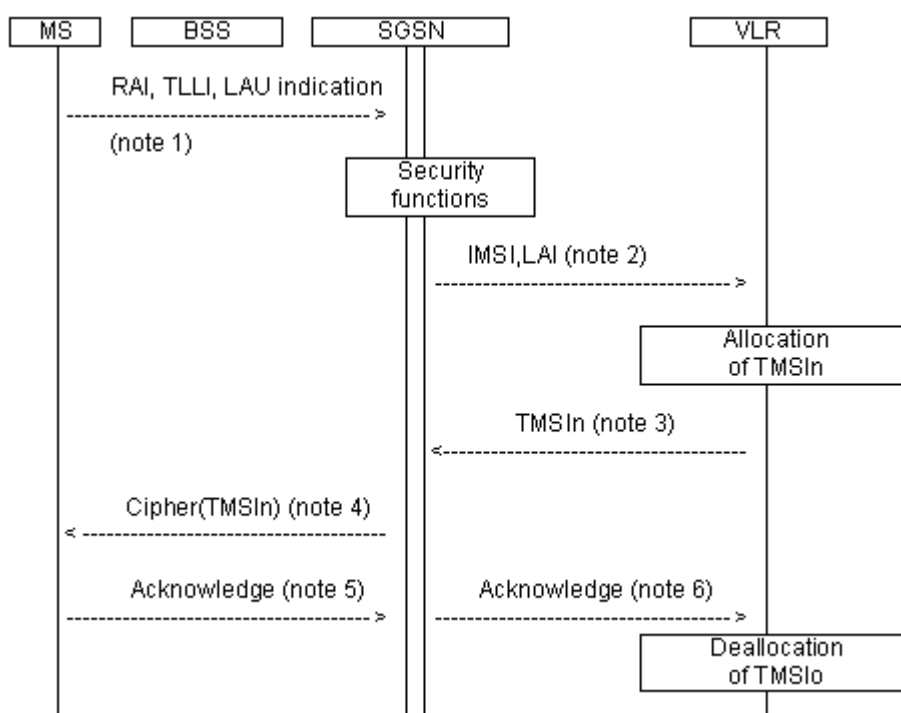 MS BSS SGSN VLR
RAI, TLLI, LAU indication
(note 1)
Security
functions
IMSI,LAI (note 2)
Allocation
of TMSIn
TMSIn (note 3)
Cipher(TMSIn) (note 4)
Acknowledge (note 5) Acknowledge (note 6)
Deallocation
of TMSIo